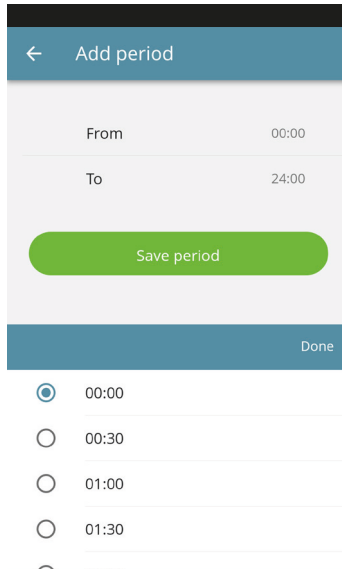 Add period
From 00:00
To 24:00
Save period
Done
00:00
00:30
01:00
01:30